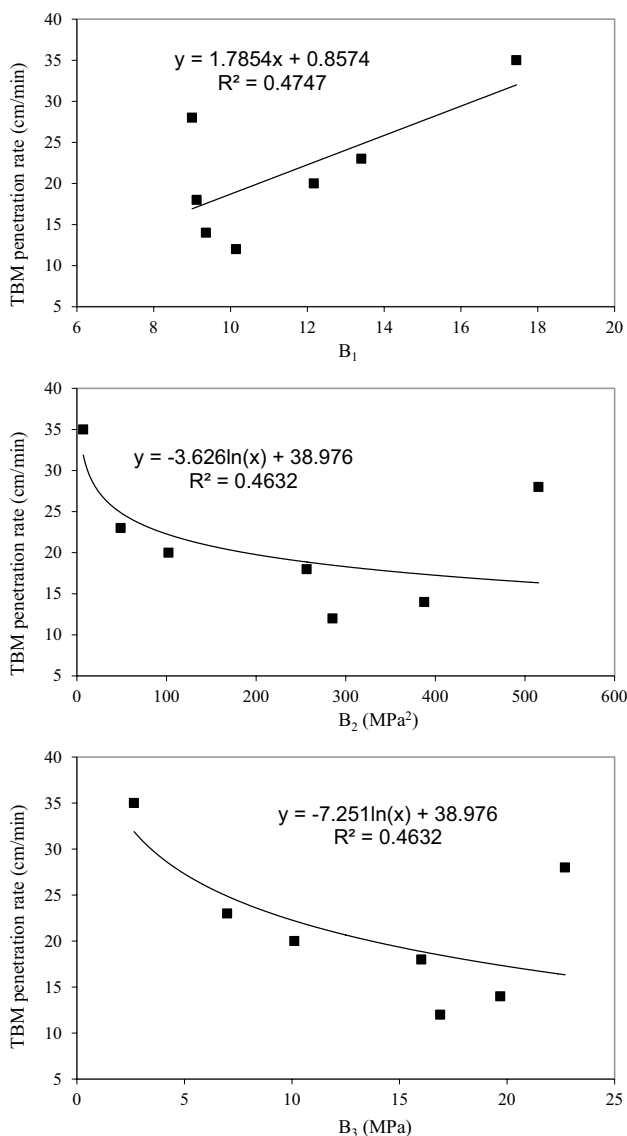 40
35
30
25
20
15
10
5
TBM penetration rate (cm/min)
y = 1.7854x + 0.8574
R² = 0.4747
6 8 10 12 14 16 18 20
B₁
40
35
30
25
20
15
10
5
TBM penetration rate (cm/min)
y = -3.626ln(x) + 38.976
R² = 0.4632
0 100 200 300 400 500 600
B₂ (MPa²)
40
35
30
25
20
15
10
5
TBM penetration rate (cm/min)
y = -7.251ln(x) + 38.976
R² = 0.4632
0 5 10 15 20 25
B₃ (MPa)